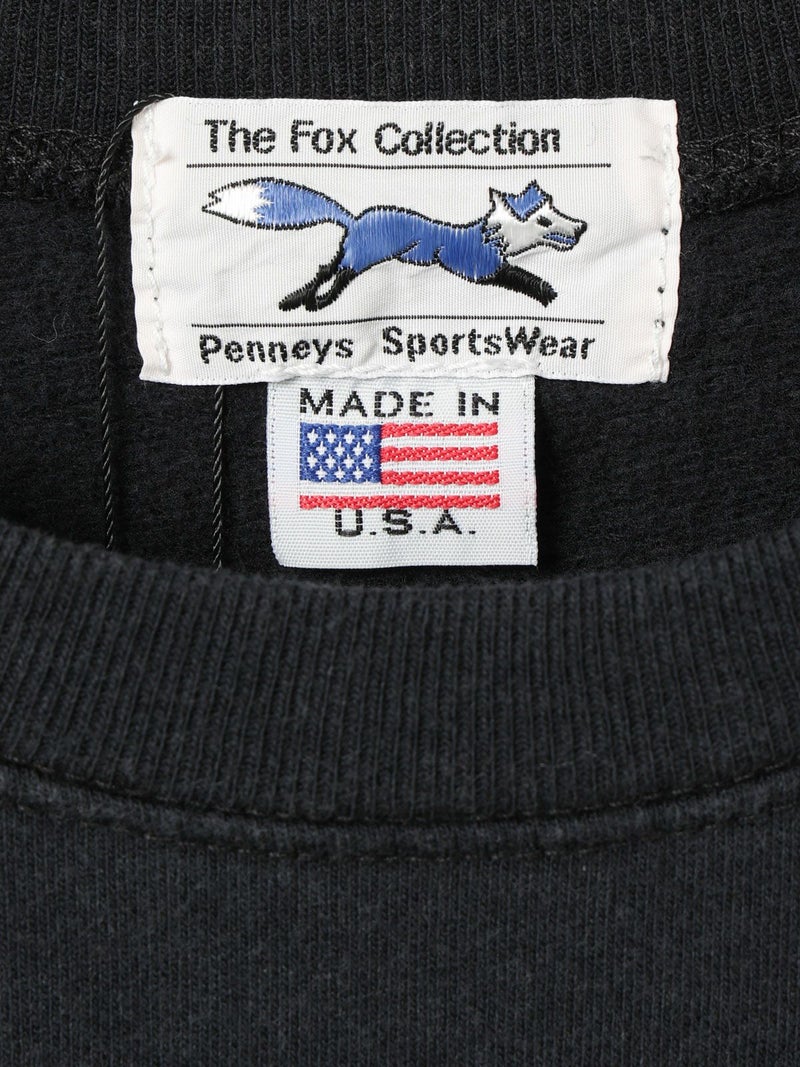 The Fox Collection
Penneys SportsWear
MADE IN
U.S.A.